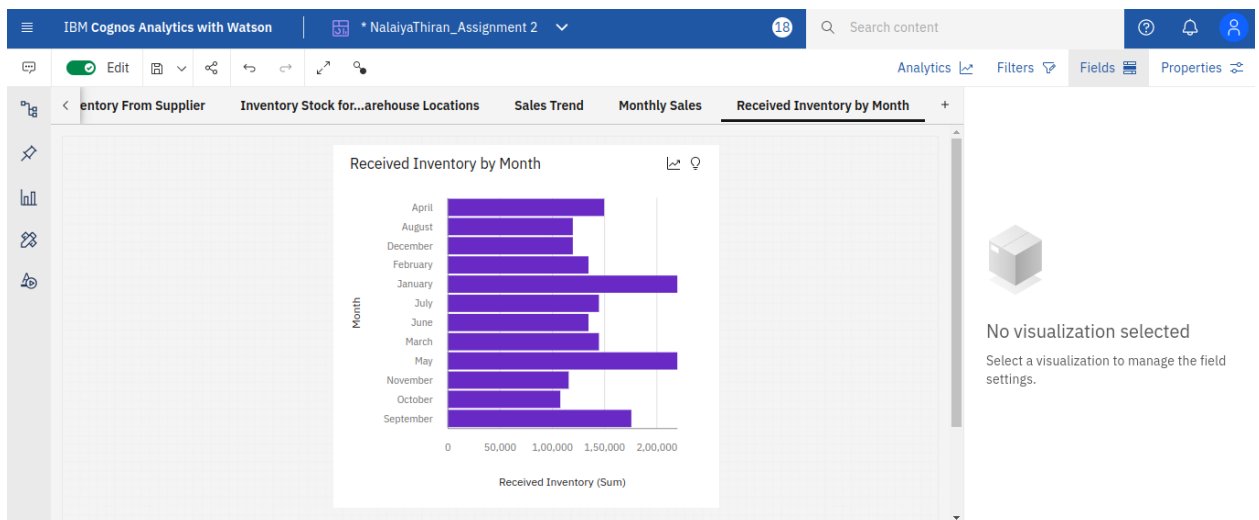 IBM Cognos Analytics with Watson
* NalaiyaThiran_Assignment 2
18
Search content
Edit
Analytics
Filters
Fields
Properties
entory From Supplier
Inventory Stock for...arehouse Locations
Sales Trend
Monthly Sales
Received Inventory by Month
+
Received Inventory by Month
Month
April
August
December
February
January
July
June
March
May
November
October
September
0 50,000 1,00,000 1,50,000 2,00,000
Received Inventory (Sum)
No visualization selected
Select a visualization to manage the field
settings.